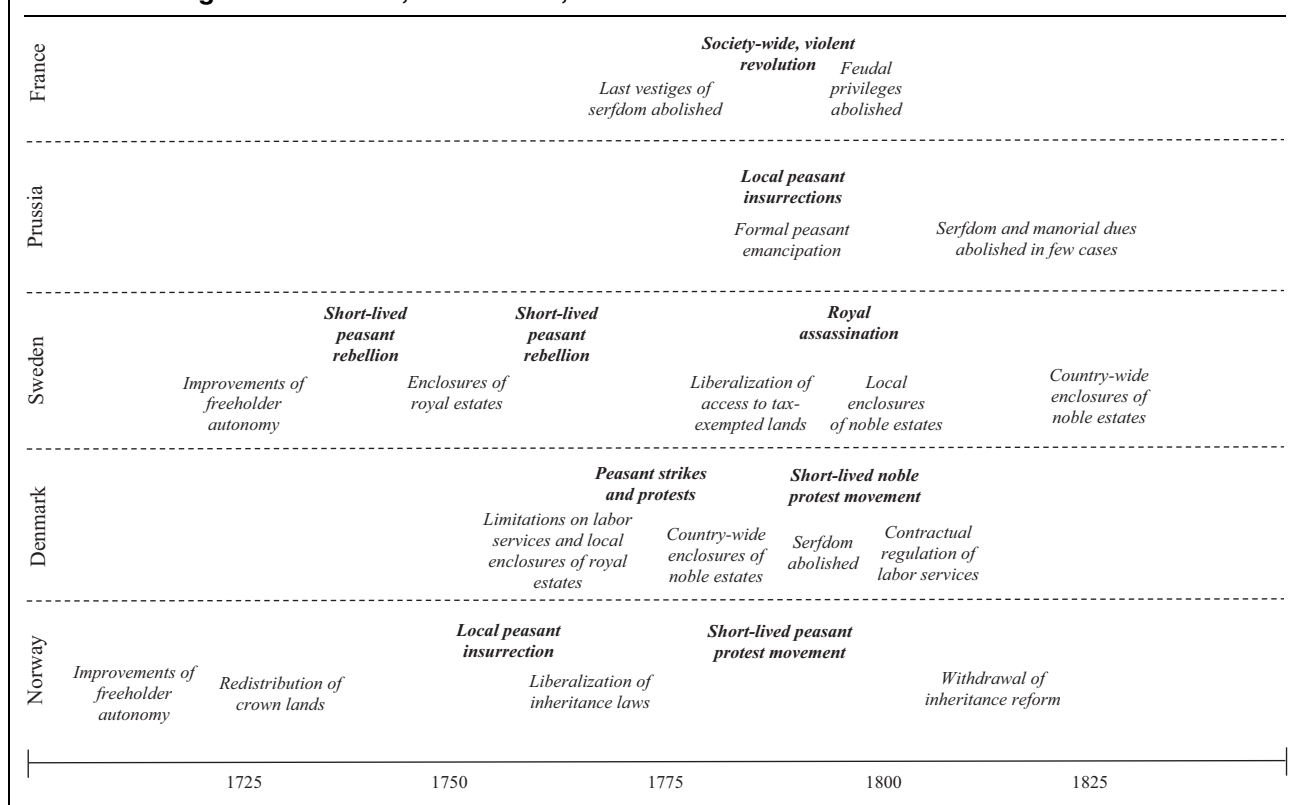 France
Society-wide, violent
revolution
Feudal
privileges
abolished
Last vestiges of
serfdom abolished
Prussia
Local peasant
insurrections
Formal peasant
emancipation
Serfdom and manorial dues
abolished in few cases
Sweden
Short-lived
peasant
rebellion
Short-lived
peasant
rebellion
Royal
assassination
Improvements of
freeholder
autonomy
Enclosures of
royal estates
Liberalization of
access to tax-
exempted lands
Local
enclosures
of noble estates
Country-wide
enclosures of
noble estates
Denmark
Peasant strikes
and protests
Short-lived noble
protest movement
Limitations on labor
services and local
enclosures of royal
estates
Country-wide
enclosures of
noble estates
Serfdom
abolished
Contractual
regulation of
labor services
Norway
Local peasant
insurrection
Short-lived peasant
protest movement
Improvements of
freeholder
autonomy
Redistribution of
crown lands
Liberalization of
inheritance laws
Withdrawal of
inheritance reform
1725 1750 1775 1800 1825